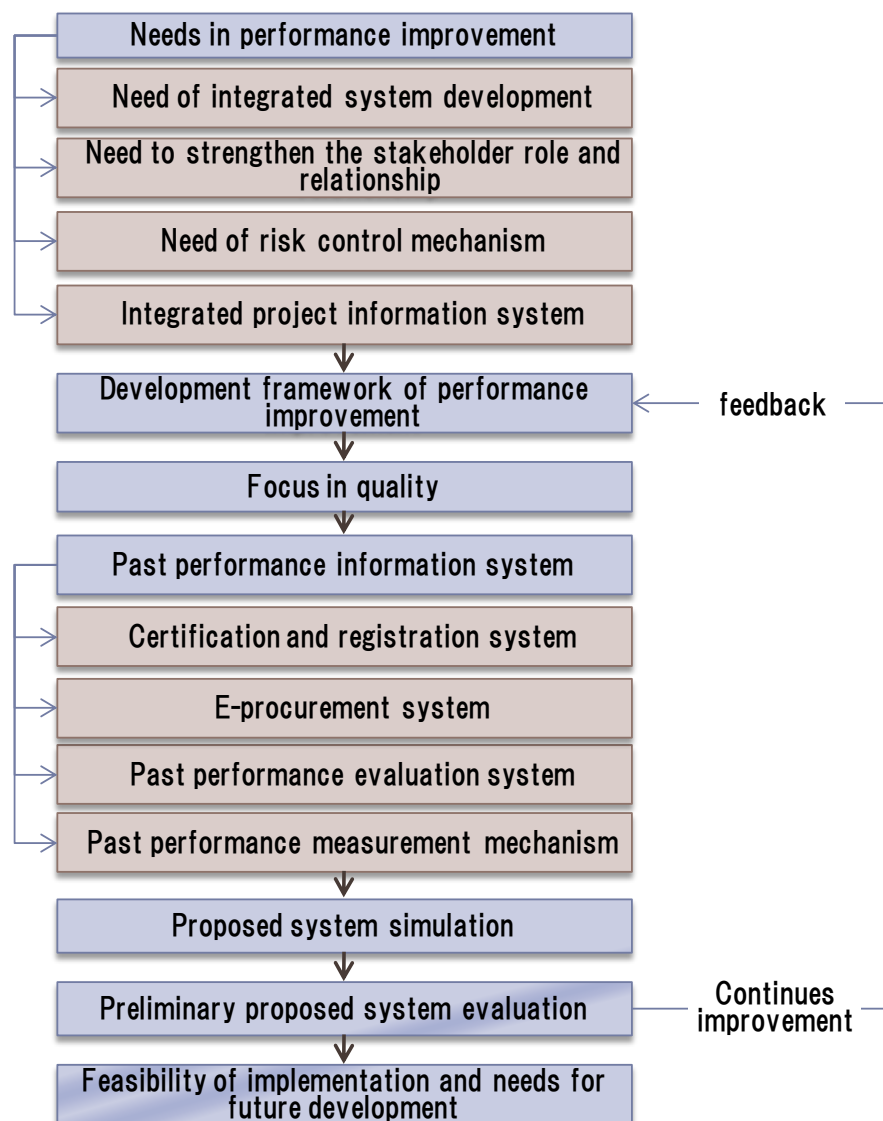 Needs in performance improvement
Need of integrated system development
Need to strengthen the stakeholder role and
relationship
Need of risk control mechanism
Integrated project information system
Development framework of performance
improvement
feedback
Focus in quality
Past performance information system
Certification and registration system
E-procurement system
Past performance evaluation system
Past performance measurement mechanism
Proposed system simulation
Preliminary proposed system evaluation
Continues
improvement
Feasibility of implementation and needs for
future development